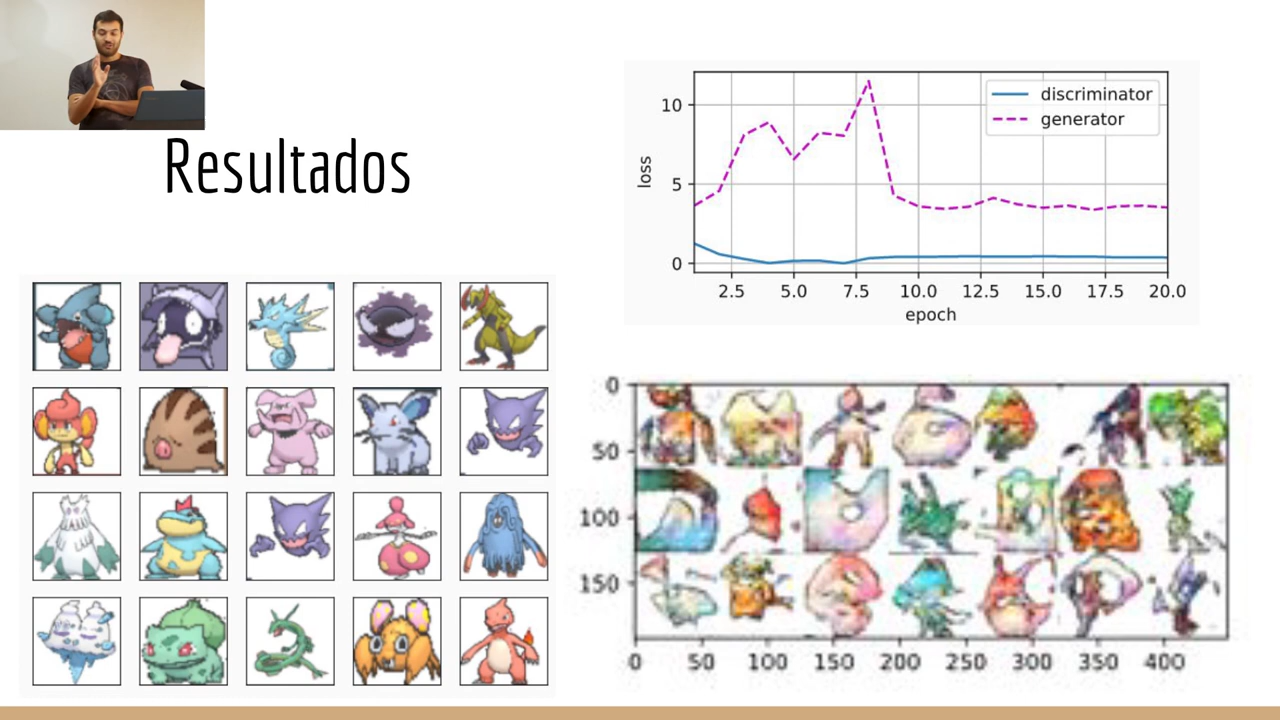 Resultados
10
5
0
loss
discriminator
generator
2.5 5.0 7.5 10.0 12.5 15.0 17.5 20.0
epoch
0
50
100
150
0 50 100 150 200 250 300 350 400